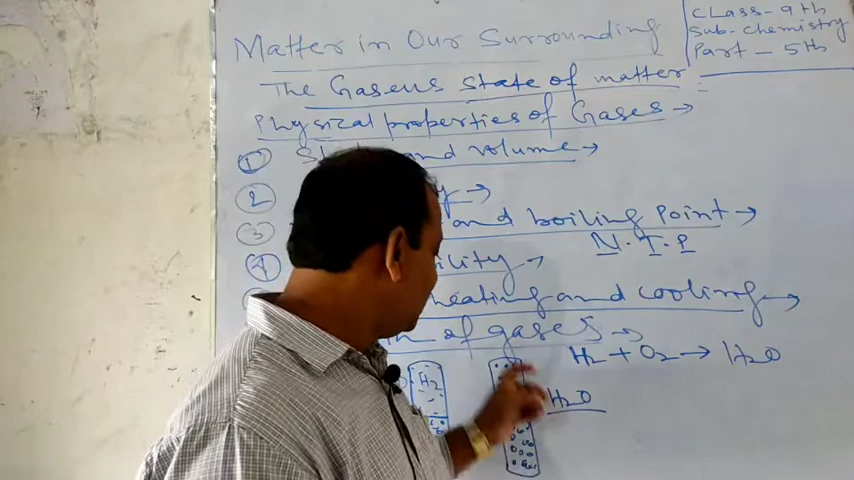 Matter in Our Surrounding
CLass-9th
Sub-Chemistry
Part - 5th
The Gaseus state of matter
Physical properties of Gases →
① and volume →
② →
③ and boiling Point →
N.T.P
④ →
heating and cooling →
of gases →
H2 + O2 → H2O
H2
H2O